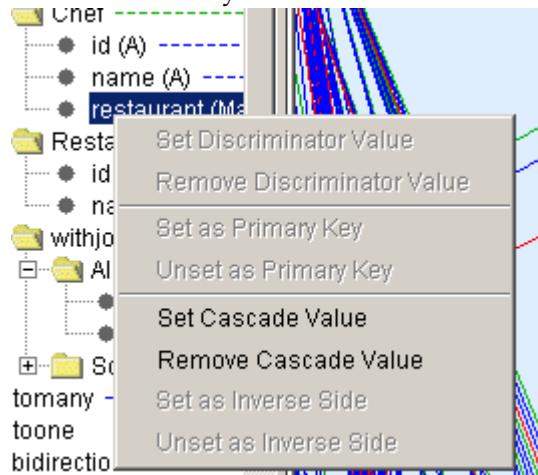 Chef
id (A)
name (A)
restaurant (Ma
Resta
id
na
withjo
Al
Sc
tomany
toone
bidirectio
Set Discriminator Value
Remove Discriminator Value
Set as Primary Key
Unset as Primary Key
Set Cascade Value
Remove Cascade Value
Set as Inverse Side
Unset as Inverse Side